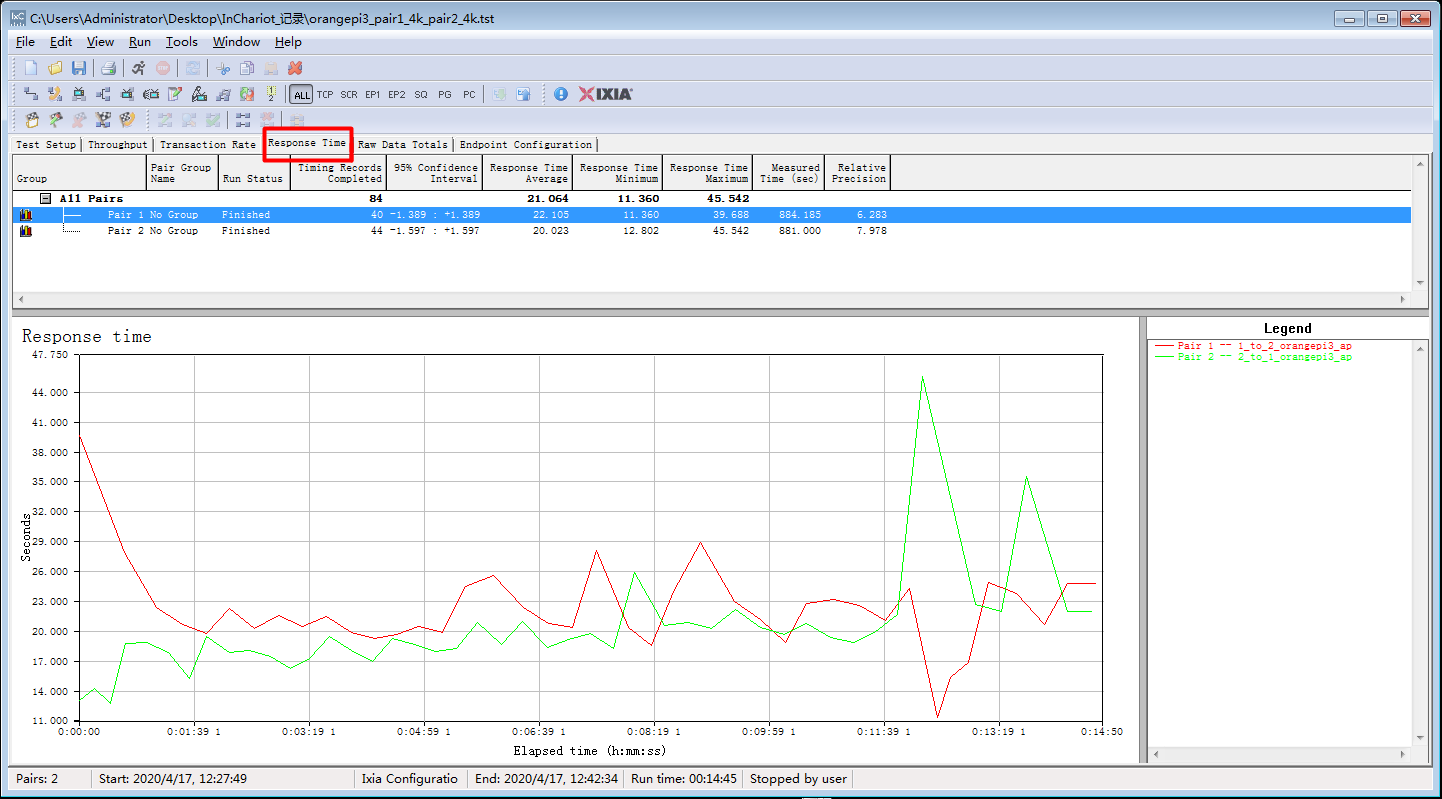 C:\Users\Administrator\Desktop\InChariot_记录\orangepi3_pair1_4k_pair2_4k.tst
File Edit View Run Tools Window Help
ALL TCP SCR EP1 EP2 SQ PG PC IXIA
Test Setup Throughput Transaction Rate Response Time Raw Data Totals Endpoint Configuration
Group Pair Group Name Run Status Timing Records Completed 95% Confidence Interval Response Time Average Response Time Minimum Response Time Maximum Measured Time (sec) Relative Precision
All Pairs 84 21.064 11.360 45.542
Pair 1 No Group Finished 40 -1.389 : +1.389 22.105 11.360 39.688 884.185 6.283
Pair 2 No Group Finished 44 -1.597 : +1.597 20.023 12.802 45.542 881.000 7.978
Response time
47.750
44.000
41.000
38.000
35.000
32.000
29.000
26.000
23.000
20.000
17.000
14.000
11.000
Seconds
0:00:00 0:01:39 1 0:03:19 1 0:04:59 1 0:06:39 1 0:08:19 1 0:09:59 1 0:11:39 1 0:13:19 1 0:14:50
Elapsed time (h:mm:ss)
Legend
Pair 1 -- 1_to_2_orangepi3_ap
Pair 2 -- 2_to_1_orangepi3_ap
Pairs: 2 Start: 2020/4/17, 12:27:49 Ixia Configuratio End: 2020/4/17, 12:42:34 Run time: 00:14:45 Stopped by user